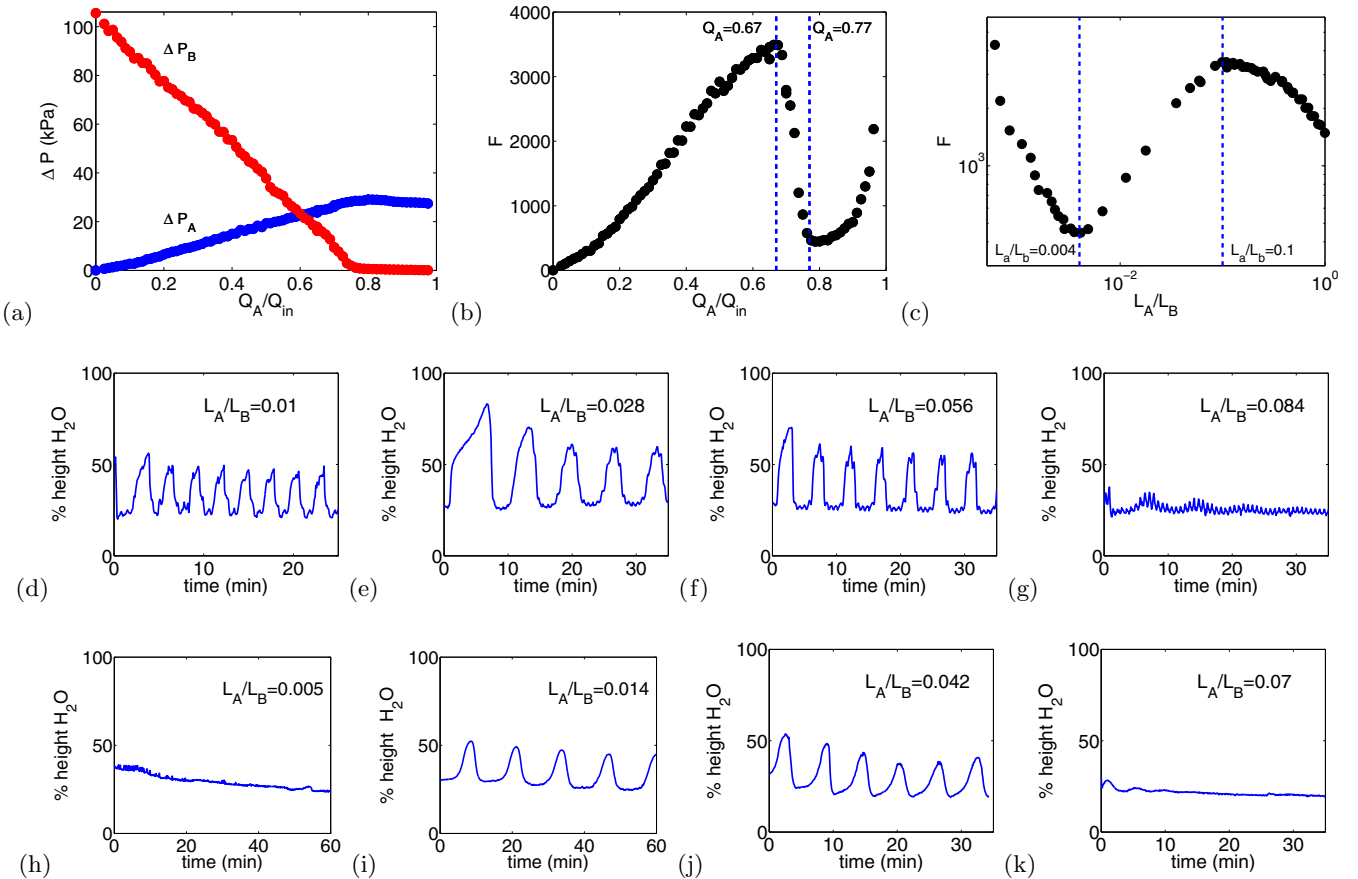 100
80
60
40
20
0
Δ P (kPa)
Δ P_B
Δ P_A
0 0.2 0.4 0.6 0.8 1
Q_A/Q_in
(a)
4000
3000
2000
1000
0
F
Q_A=0.67
Q_A=0.77
0 0.2 0.4 0.6 0.8 1
Q_A/Q_in
(b)
10^3
F
L_a/L_b=0.004
L_a/L_b=0.1
10^-2 10^0
L_A/L_B
(c)
100
50
0
% height H_2O
L_A/L_B=0.01
0 10 20
time (min)
(d)
100
50
0
% height H_2O
L_A/L_B=0.028
0 10 20 30
time (min)
(e)
100
50
0
% height H_2O
L_A/L_B=0.056
0 10 20 30
time (min)
(f)
100
50
0
% height H_2O
L_A/L_B=0.084
0 10 20 30
time (min)
(g)
100
50
0
% height H_2O
L_A/L_B=0.005
0 20 40 60
time (min)
(h)
100
50
0
% height H_2O
L_A/L_B=0.014
0 20 40 60
time (min)
(i)
100
50
0
% height H_2O
L_A/L_B=0.042
0 10 20 30
time (min)
(j)
100
50
0
% height H_2O
L_A/L_B=0.07
0 10 20 30
time (min)
(k)